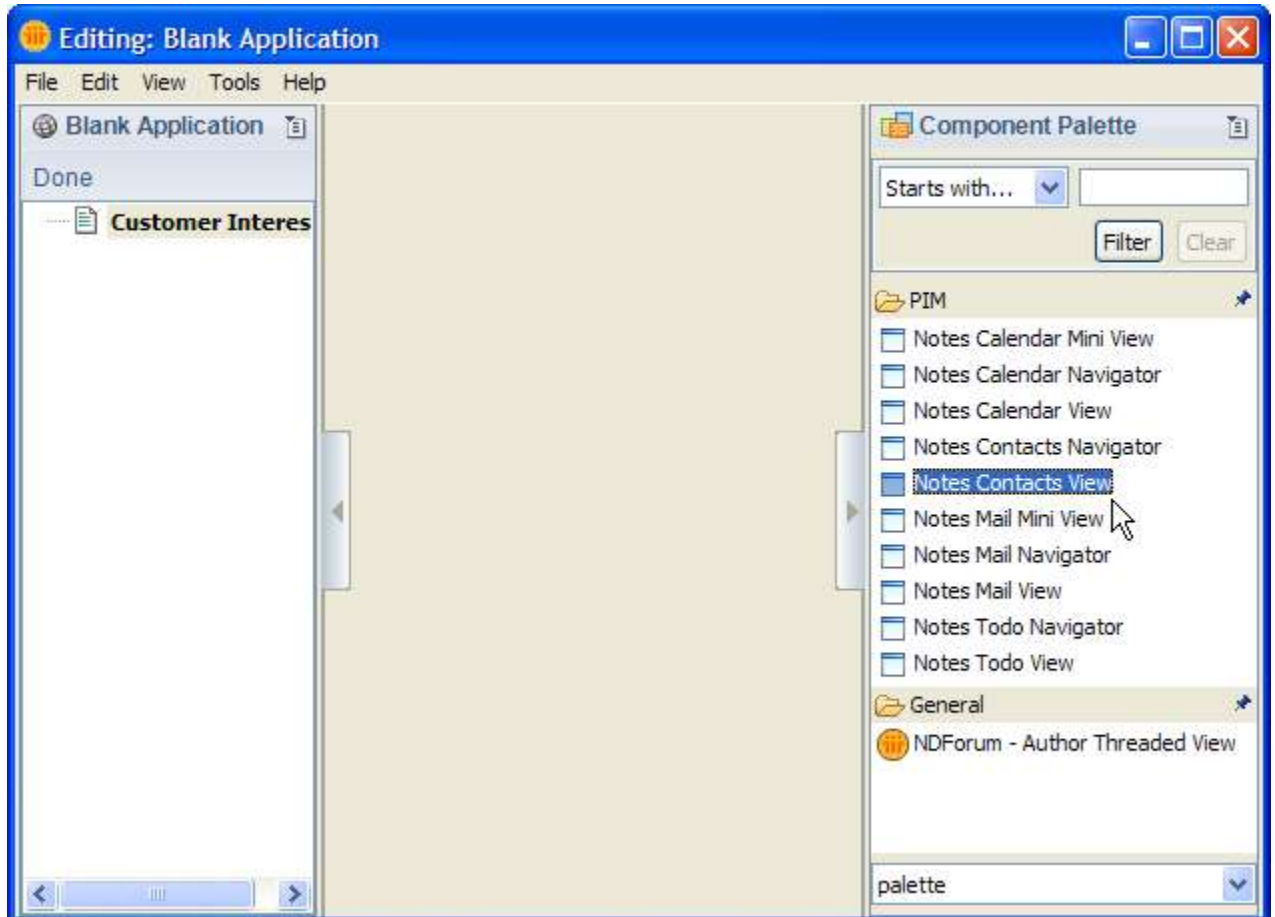 Editing: Blank Application
File Edit View Tools Help
Blank Application
Done
Customer Interes
Component Palette
Starts with...
Filter Clear
PIM
Notes Calendar Mini View
Notes Calendar Navigator
Notes Calendar View
Notes Contacts Navigator
Notes Contacts View
Notes Mail Mini View
Notes Mail Navigator
Notes Mail View
Notes Todo Navigator
Notes Todo View
General
NDForum - Author Threaded View
palette